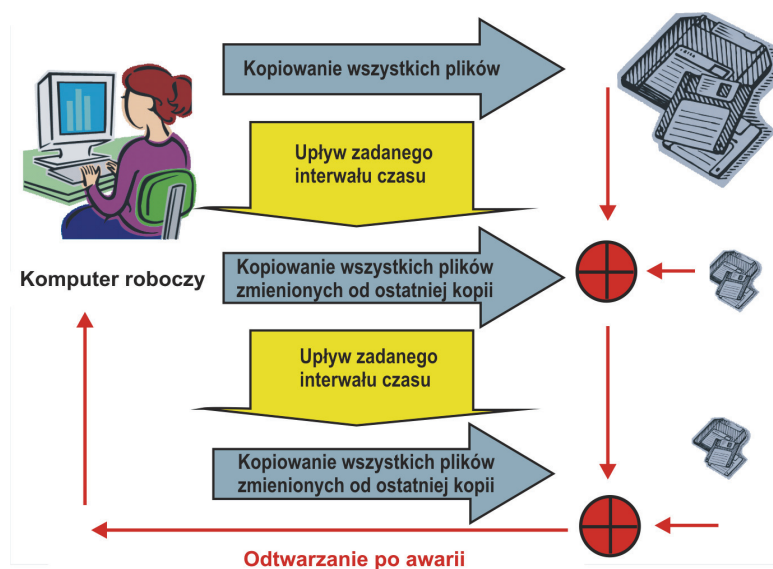 Kopiowanie wszystkich plików
Upływ zadanego
interwału czasu
Komputer roboczy
Kopiowanie wszystkich plików
zmienionych od ostatniej kopii
Upływ zadanego
interwału czasu
Kopiowanie wszystkich plików
zmienionych od ostatniej kopii
Odtwarzanie po awarii